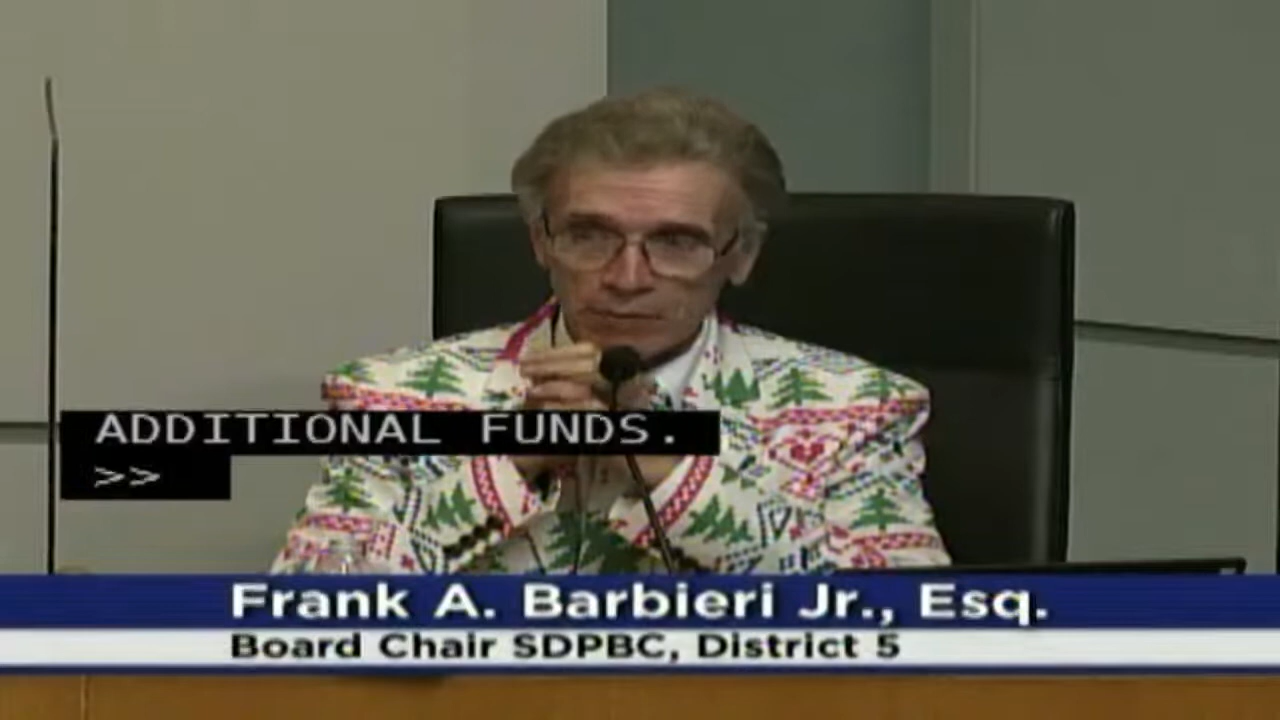 ADDITIONAL FUNDS.
>>
Frank A. Barbieri Jr., Esq.
Board Chair SDPBC, District 5